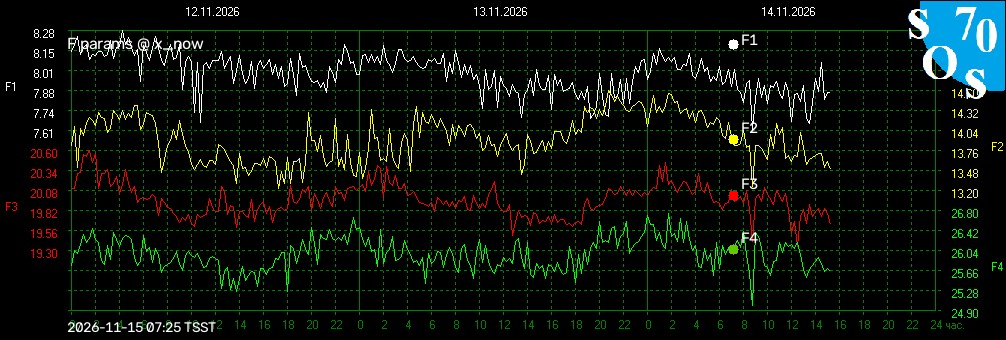 12.11.2026 13.11.2026 14.11.2026
SOS 70
F params @ x_now
8.28
8.15
8.01
7.88
7.74
7.61
F1
20.60
20.34
20.08
19.82
19.56
19.30
F3
F1
F2
F3
F4
14.32
14.04
13.76
13.48
13.20
F2
26.80
26.42
26.04
25.66
25.28
24.90
F4
2026-11-15 07:25 TSST
14 16 18 20 22 0 2 4 6 8 10 12 14 16 18 20 22 0 2 4 6 8 10 12 14 16 18 20 22 24 час.